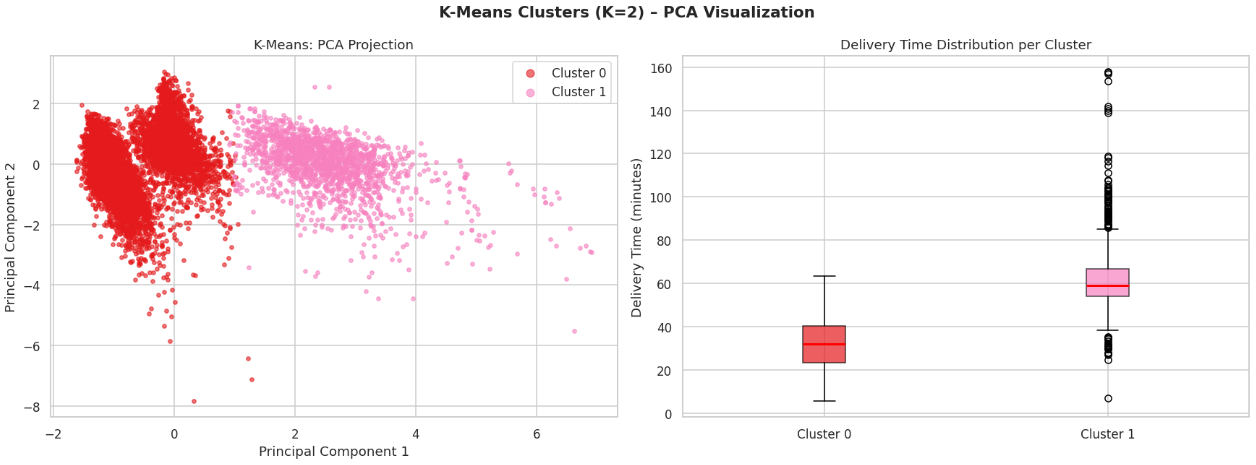 K-Means Clusters (K=2) – PCA Visualization
K-Means: PCA Projection
Cluster 0
Cluster 1
2
0
−2
−4
−6
−8
Principal Component 2
−2
0
2
4
6
Principal Component 1
Delivery Time Distribution per Cluster
160
140
120
100
80
60
40
20
0
Delivery Time (minutes)
Cluster 0
Cluster 1